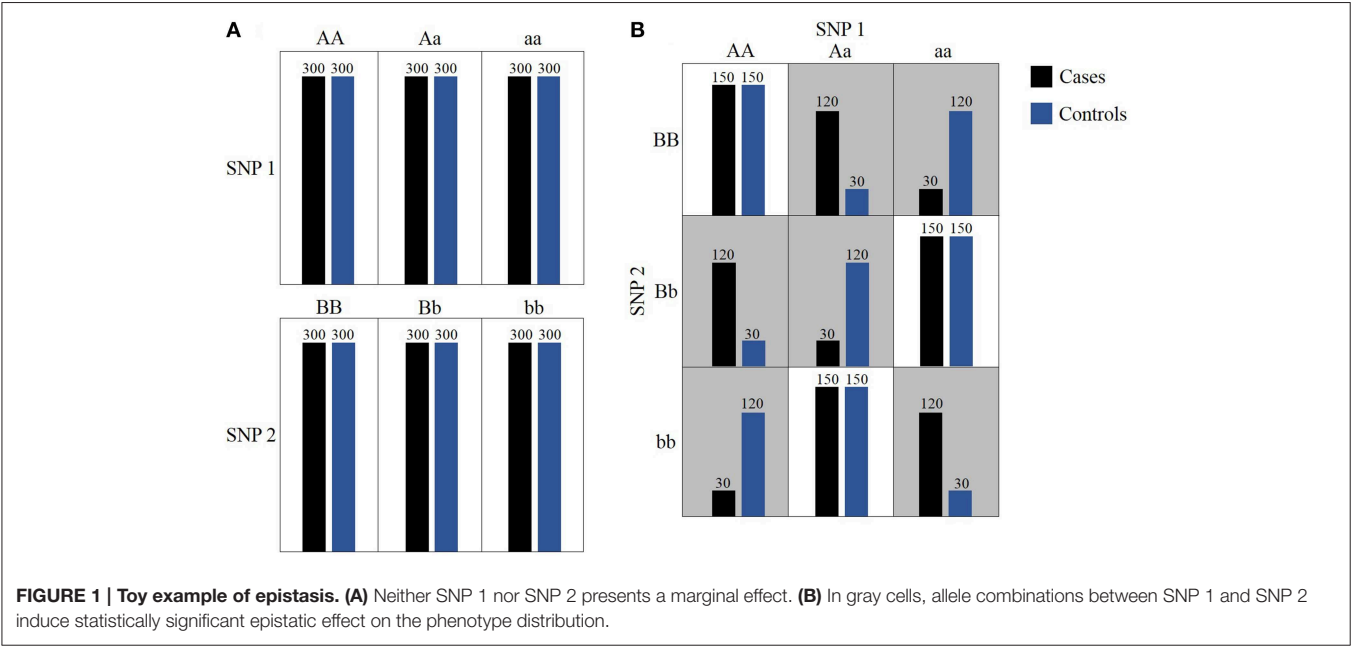 A
AA Aa aa
300 300 300 300 300 300
SNP 1
BB Bb bb
300 300 300 300 300 300
SNP 2
B
SNP 1
AA Aa aa
150 150 120 30 30 120
BB
120 30 30 120 150 150
Bb
30 120 150 150 120 30
bb
SNP 2
Cases
Controls
FIGURE 1 | Toy example of epistasis. (A) Neither SNP 1 nor SNP 2 presents a marginal effect. (B) In gray cells, allele combinations between SNP 1 and SNP 2
induce statistically significant epistatic effect on the phenotype distribution.